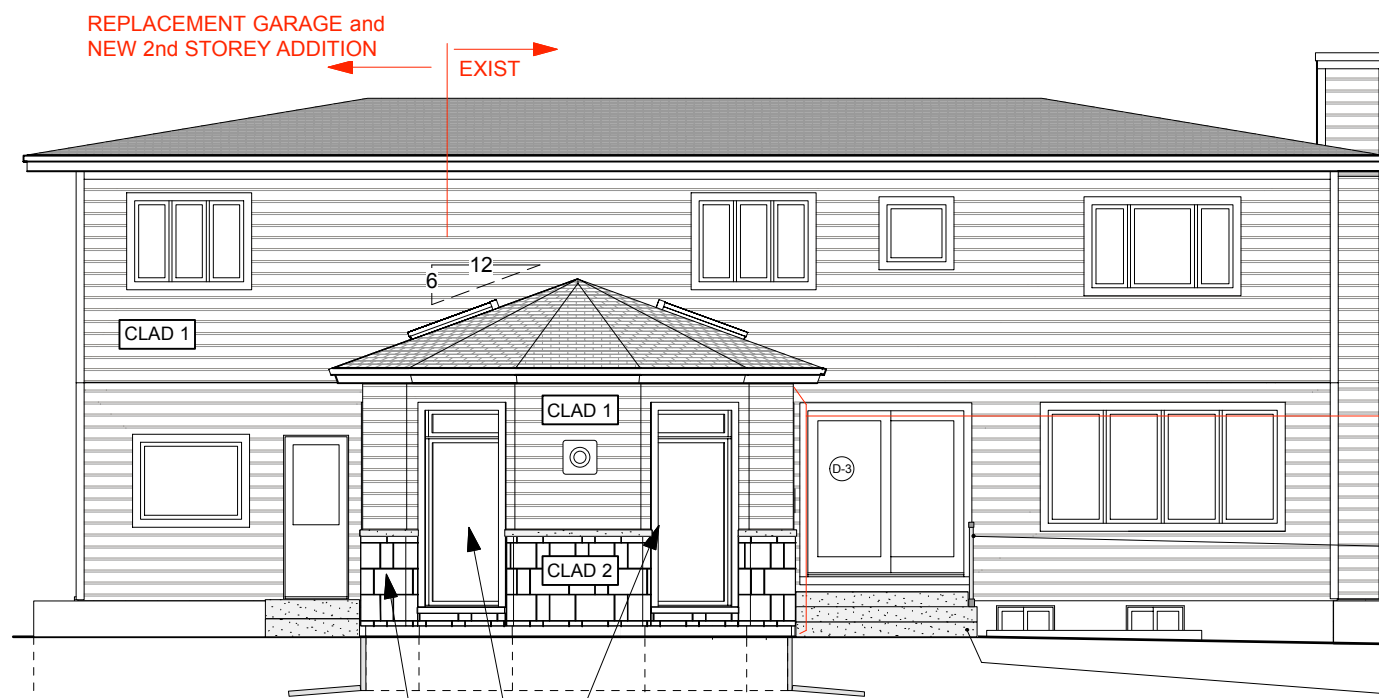 REPLACEMENT GARAGE and
NEW 2nd STOREY ADDITION
EXIST
12
6
CLAD 1
CLAD 1
D-3
CLAD 2